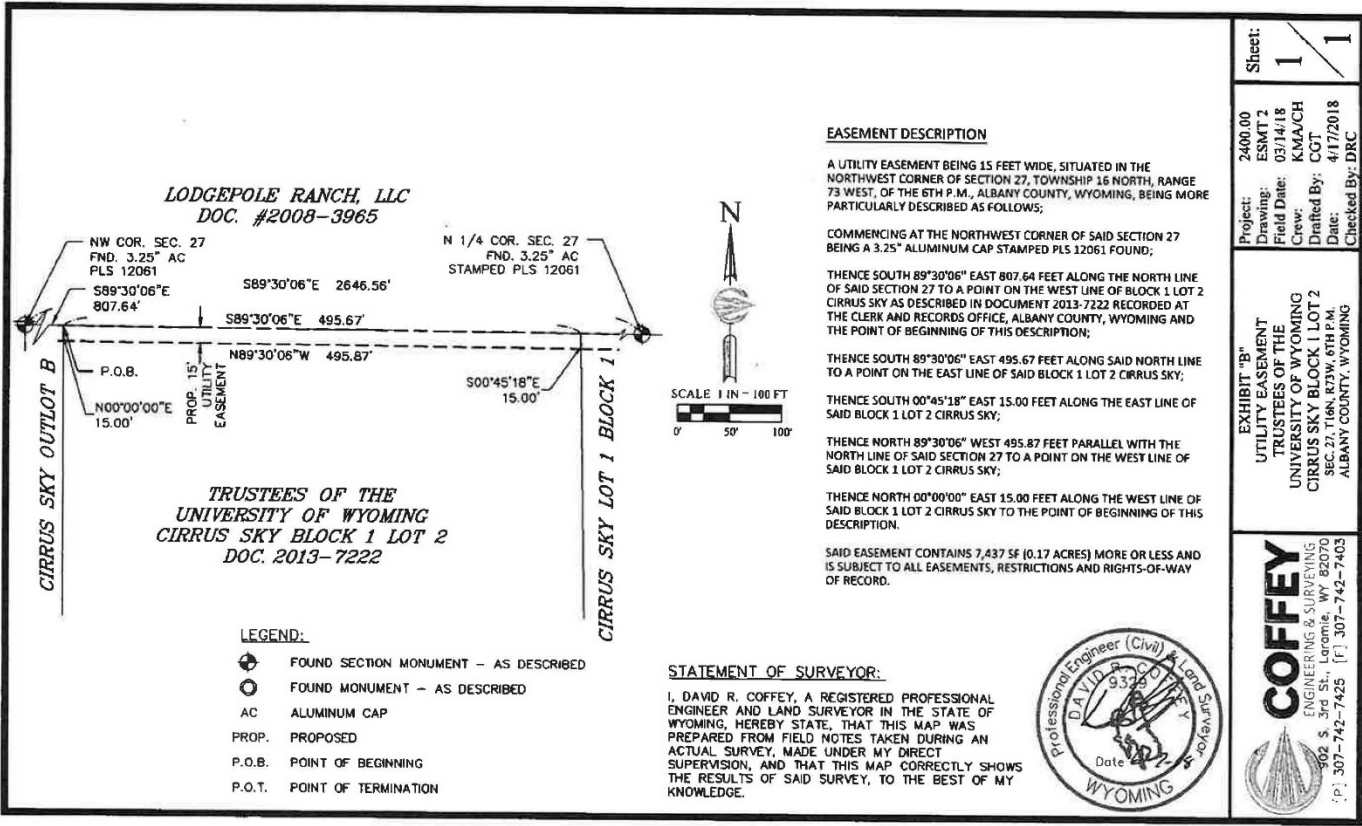 LODGEPOLE RANCH, LLC
DOC. #2008-3965
NW COR. SEC. 27
FND. 3.25" AC
PLS 12061
N 1/4 COR. SEC. 27
FND. 3.25" AC
STAMPED PLS 12061
S89°30'06"E
807.64'
S89°30'06"E 2646.56'
S89°30'06"E 495.67'
N89°30'06"W 495.87'
P.O.B.
N00°00'00"E
15.00'
PROP. 15'
UTILITY
EASEMENT
S00°45'18"E
15.00'
CIRRUS SKY OUTLOT B
CIRRUS SKY LOT 1 BLOCK 1
TRUSTEES OF THE
UNIVERSITY OF WYOMING
CIRRUS SKY BLOCK 1 LOT 2
DOC. 2013-7222
N
SCALE 1 IN - 100 FT
0' 50' 100'
LEGEND:
FOUND SECTION MONUMENT - AS DESCRIBED
FOUND MONUMENT - AS DESCRIBED
AC ALUMINUM CAP
PROP. PROPOSED
P.O.B. POINT OF BEGINNING
P.O.T. POINT OF TERMINATION
EASEMENT DESCRIPTION
A UTILITY EASEMENT BEING 15 FEET WIDE, SITUATED IN THE
NORTHWEST CORNER OF SECTION 27, TOWNSHIP 16 NORTH, RANGE
73 WEST, OF THE 6TH P.M., ALBANY COUNTY, WYOMING, BEING MORE
PARTICULARLY DESCRIBED AS FOLLOWS;
COMMENCING AT THE NORTHWEST CORNER OF SAID SECTION 27
BEING A 3.25" ALUMINUM CAP STAMPED PLS 12061 FOUND;
THENCE SOUTH 89°30'06" EAST 807.64 FEET ALONG THE NORTH LINE
OF SAID SECTION 27 TO A POINT ON THE WEST LINE OF BLOCK 1 LOT 2
CIRRUS SKY AS DESCRIBED IN DOCUMENT 2013-7222 RECORDED AT
THE CLERK AND RECORDS OFFICE, ALBANY COUNTY, WYOMING AND
THE POINT OF BEGINNING OF THIS DESCRIPTION;
THENCE SOUTH 89°30'06" EAST 495.67 FEET ALONG SAID NORTH LINE
TO A POINT ON THE EAST LINE OF SAID BLOCK 1 LOT 2 CIRRUS SKY;
THENCE SOUTH 00°45'18" EAST 15.00 FEET ALONG THE EAST LINE OF
SAID BLOCK 1 LOT 2 CIRRUS SKY;
THENCE NORTH 89°30'06" WEST 495.87 FEET PARALLEL WITH THE
NORTH LINE OF SAID SECTION 27 TO A POINT ON THE WEST LINE OF
SAID BLOCK 1 LOT 2 CIRRUS SKY;
THENCE NORTH 00°00'00" EAST 15.00 FEET ALONG THE WEST LINE OF
SAID BLOCK 1 LOT 2 CIRRUS SKY TO THE POINT OF BEGINNING OF THIS
DESCRIPTION.
SAID EASEMENT CONTAINS 7,437 SF (0.17 ACRES) MORE OR LESS AND
IS SUBJECT TO ALL EASEMENTS, RESTRICTIONS AND RIGHTS-OF-WAY
OF RECORD.
STATEMENT OF SURVEYOR:
I, DAVID R. COFFEY, A REGISTERED PROFESSIONAL
ENGINEER AND LAND SURVEYOR IN THE STATE OF
WYOMING, HEREBY STATE, THAT THIS MAP WAS
PREPARED FROM FIELD NOTES TAKEN DURING AN
ACTUAL SURVEY, MADE UNDER MY DIRECT
SUPERVISION, AND THAT THIS MAP CORRECTLY SHOWS
THE RESULTS OF SAID SURVEY, TO THE BEST OF MY
KNOWLEDGE.
Professional Engineer (Civil) & Land Surveyor
DAVID R. COFFEY
9329
Date
WYOMING
COFFEY
ENGINEERING & SURVEYING
902 S. 3rd St., Laramie, WY 82070
[P] 307-742-7425 [F] 307-742-7403
EXHIBIT "B"
UTILITY EASEMENT
TRUSTEES OF THE
UNIVERSITY OF WYOMING
CIRRUS SKY BLOCK 1 LOT 2
SEC. 27, T16N, R73W, 6TH P.M.
ALBANY COUNTY, WYOMING
Project: 2400.00
Drawing: ESMT 2
Field Date: 03/14/18
Crew: KMA/CH
Drafted By: CGT
Date: 4/17/2018
Checked By: DRC
Sheet:
1/1